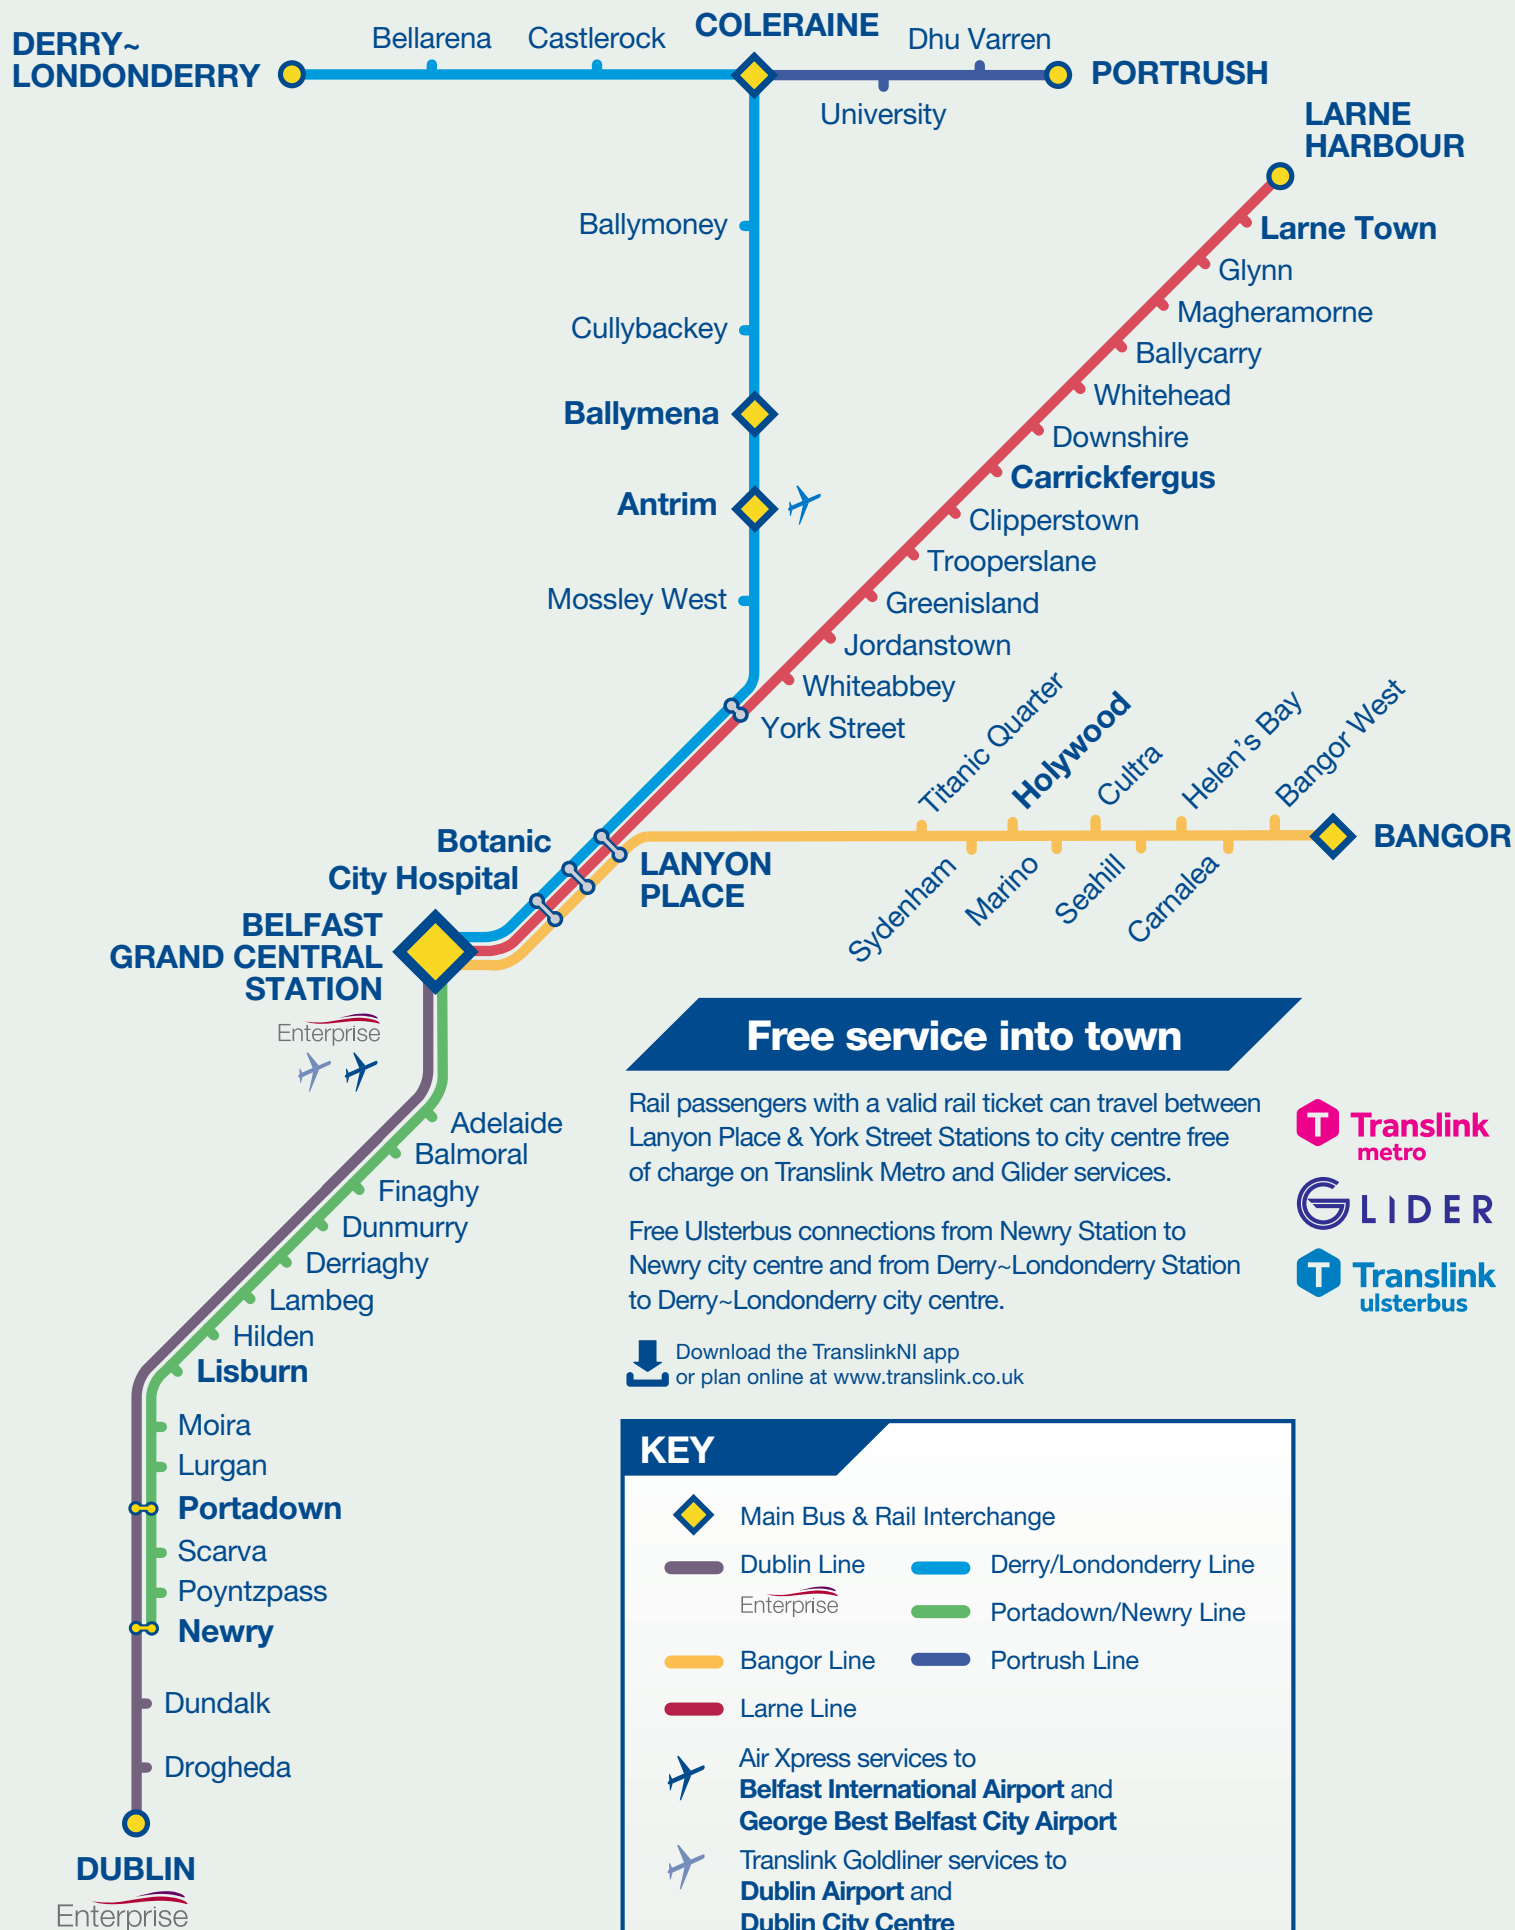 DERRY~
LONDONDERRY
Bellarena
Castlerock
COLERAINE
Dhu Varren
University
PORTRUSH
LARNE
HARBOUR
Larne Town
Glynn
Magheramorne
Ballycarry
Whitehead
Downshire
Carrickfergus
Clipperstown
Trooperslane
Greenisland
Jordanstown
Whiteabbey
York Street
Ballymoney
Cullybackey
Ballymena
Antrim
Mossley West
Titanic Quarter
Holywood
Cultra
Helen's Bay
Bangor West
BANGOR
Sydenham
Marino
Seahill
Carnalea
LANYON
PLACE
Botanic
City Hospital
BELFAST
GRAND CENTRAL
STATION
Enterprise
Adelaide
Balmoral
Finaghy
Dunmurry
Derriaghy
Lambeg
Hilden
Lisburn
Moira
Lurgan
Portadown
Scarva
Poyntzpass
Newry
Dundalk
Drogheda
DUBLIN
Enterprise
Free service into town
Rail passengers with a valid rail ticket can travel between
Lanyon Place & York Street Stations to city centre free
of charge on Translink Metro and Glider services.
Free Ulsterbus connections from Newry Station to
Newry city centre and from Derry~Londonderry Station
to Derry~Londonderry city centre.
Download the TranslinkNI app
or plan online at www.translink.co.uk
T Translink
metro
GLIDER
T Translink
ulsterbus
KEY
Main Bus & Rail Interchange
Dublin Line
Enterprise
Derry/Londonderry Line
Portadown/Newry Line
Bangor Line
Portrush Line
Larne Line
Air Xpress services to
Belfast International Airport and
George Best Belfast City Airport
Translink Goldliner services to
Dublin Airport and
Dublin City Centre